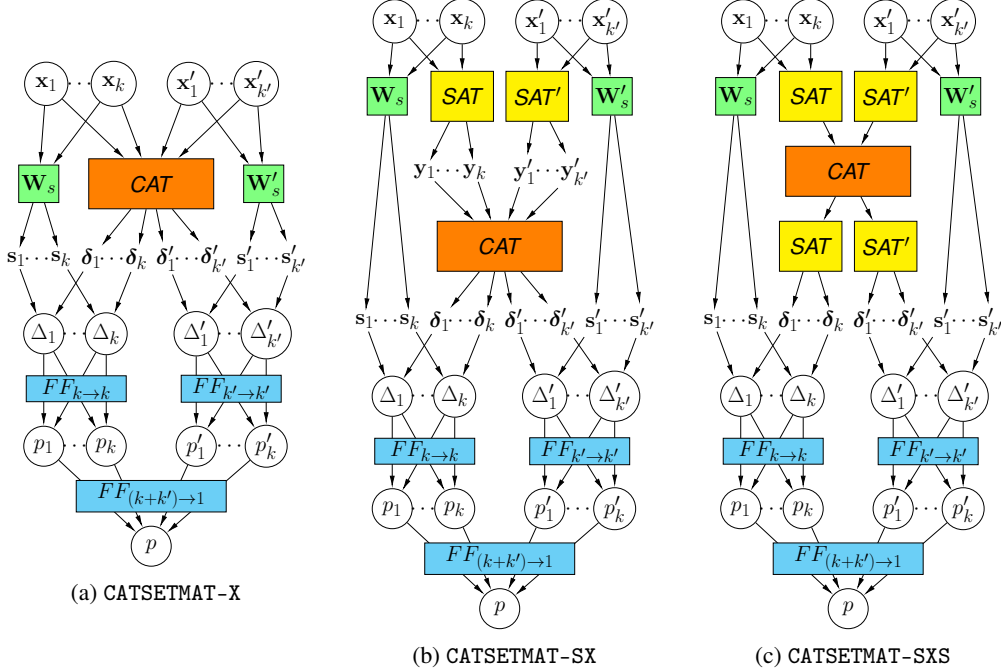 x₁ ··· xₖ x′₁ ··· x′ₖ′
Wₛ CAT W′ₛ
s₁ ··· sₖ δ₁ ··· δₖ δ′₁ ··· δ′ₖ′ s′₁ ··· s′ₖ′
Δ₁ ··· Δₖ Δ′₁ ··· Δ′ₖ′
FFₖ→ₖ FFₖ′→ₖ′
p₁ ··· pₖ p′₁ ··· p′ₖ
FF₍ₖ₊ₖ′₎→₁
p
(a) CATSETMAT-X
x₁ ··· xₖ x′₁ ··· x′ₖ′
Wₛ SAT SAT′ W′ₛ
y₁ ··· yₖ y′₁ ··· y′ₖ′
CAT
s₁ ··· sₖ δ₁ ··· δₖ δ′₁ ··· δ′ₖ′ s′₁ ··· s′ₖ′
Δ₁ ··· Δₖ Δ′₁ ··· Δ′ₖ′
FFₖ→ₖ FFₖ′→ₖ′
p₁ ··· pₖ p′₁ ··· p′ₖ
FF₍ₖ₊ₖ′₎→₁
p
(b) CATSETMAT-SX
x₁ ··· xₖ x′₁ ··· x′ₖ′
Wₛ SAT SAT′ W′ₛ
CAT
SAT SAT′
s₁ ··· sₖ δ₁ ··· δₖ δ′₁ ··· δ′ₖ′ s′₁ ··· s′ₖ′
Δ₁ ··· Δₖ Δ′₁ ··· Δ′ₖ′
FFₖ→ₖ FFₖ′→ₖ′
p₁ ··· pₖ p′₁ ··· p′ₖ
FF₍ₖ₊ₖ′₎→₁
p
(c) CATSETMAT-SXS